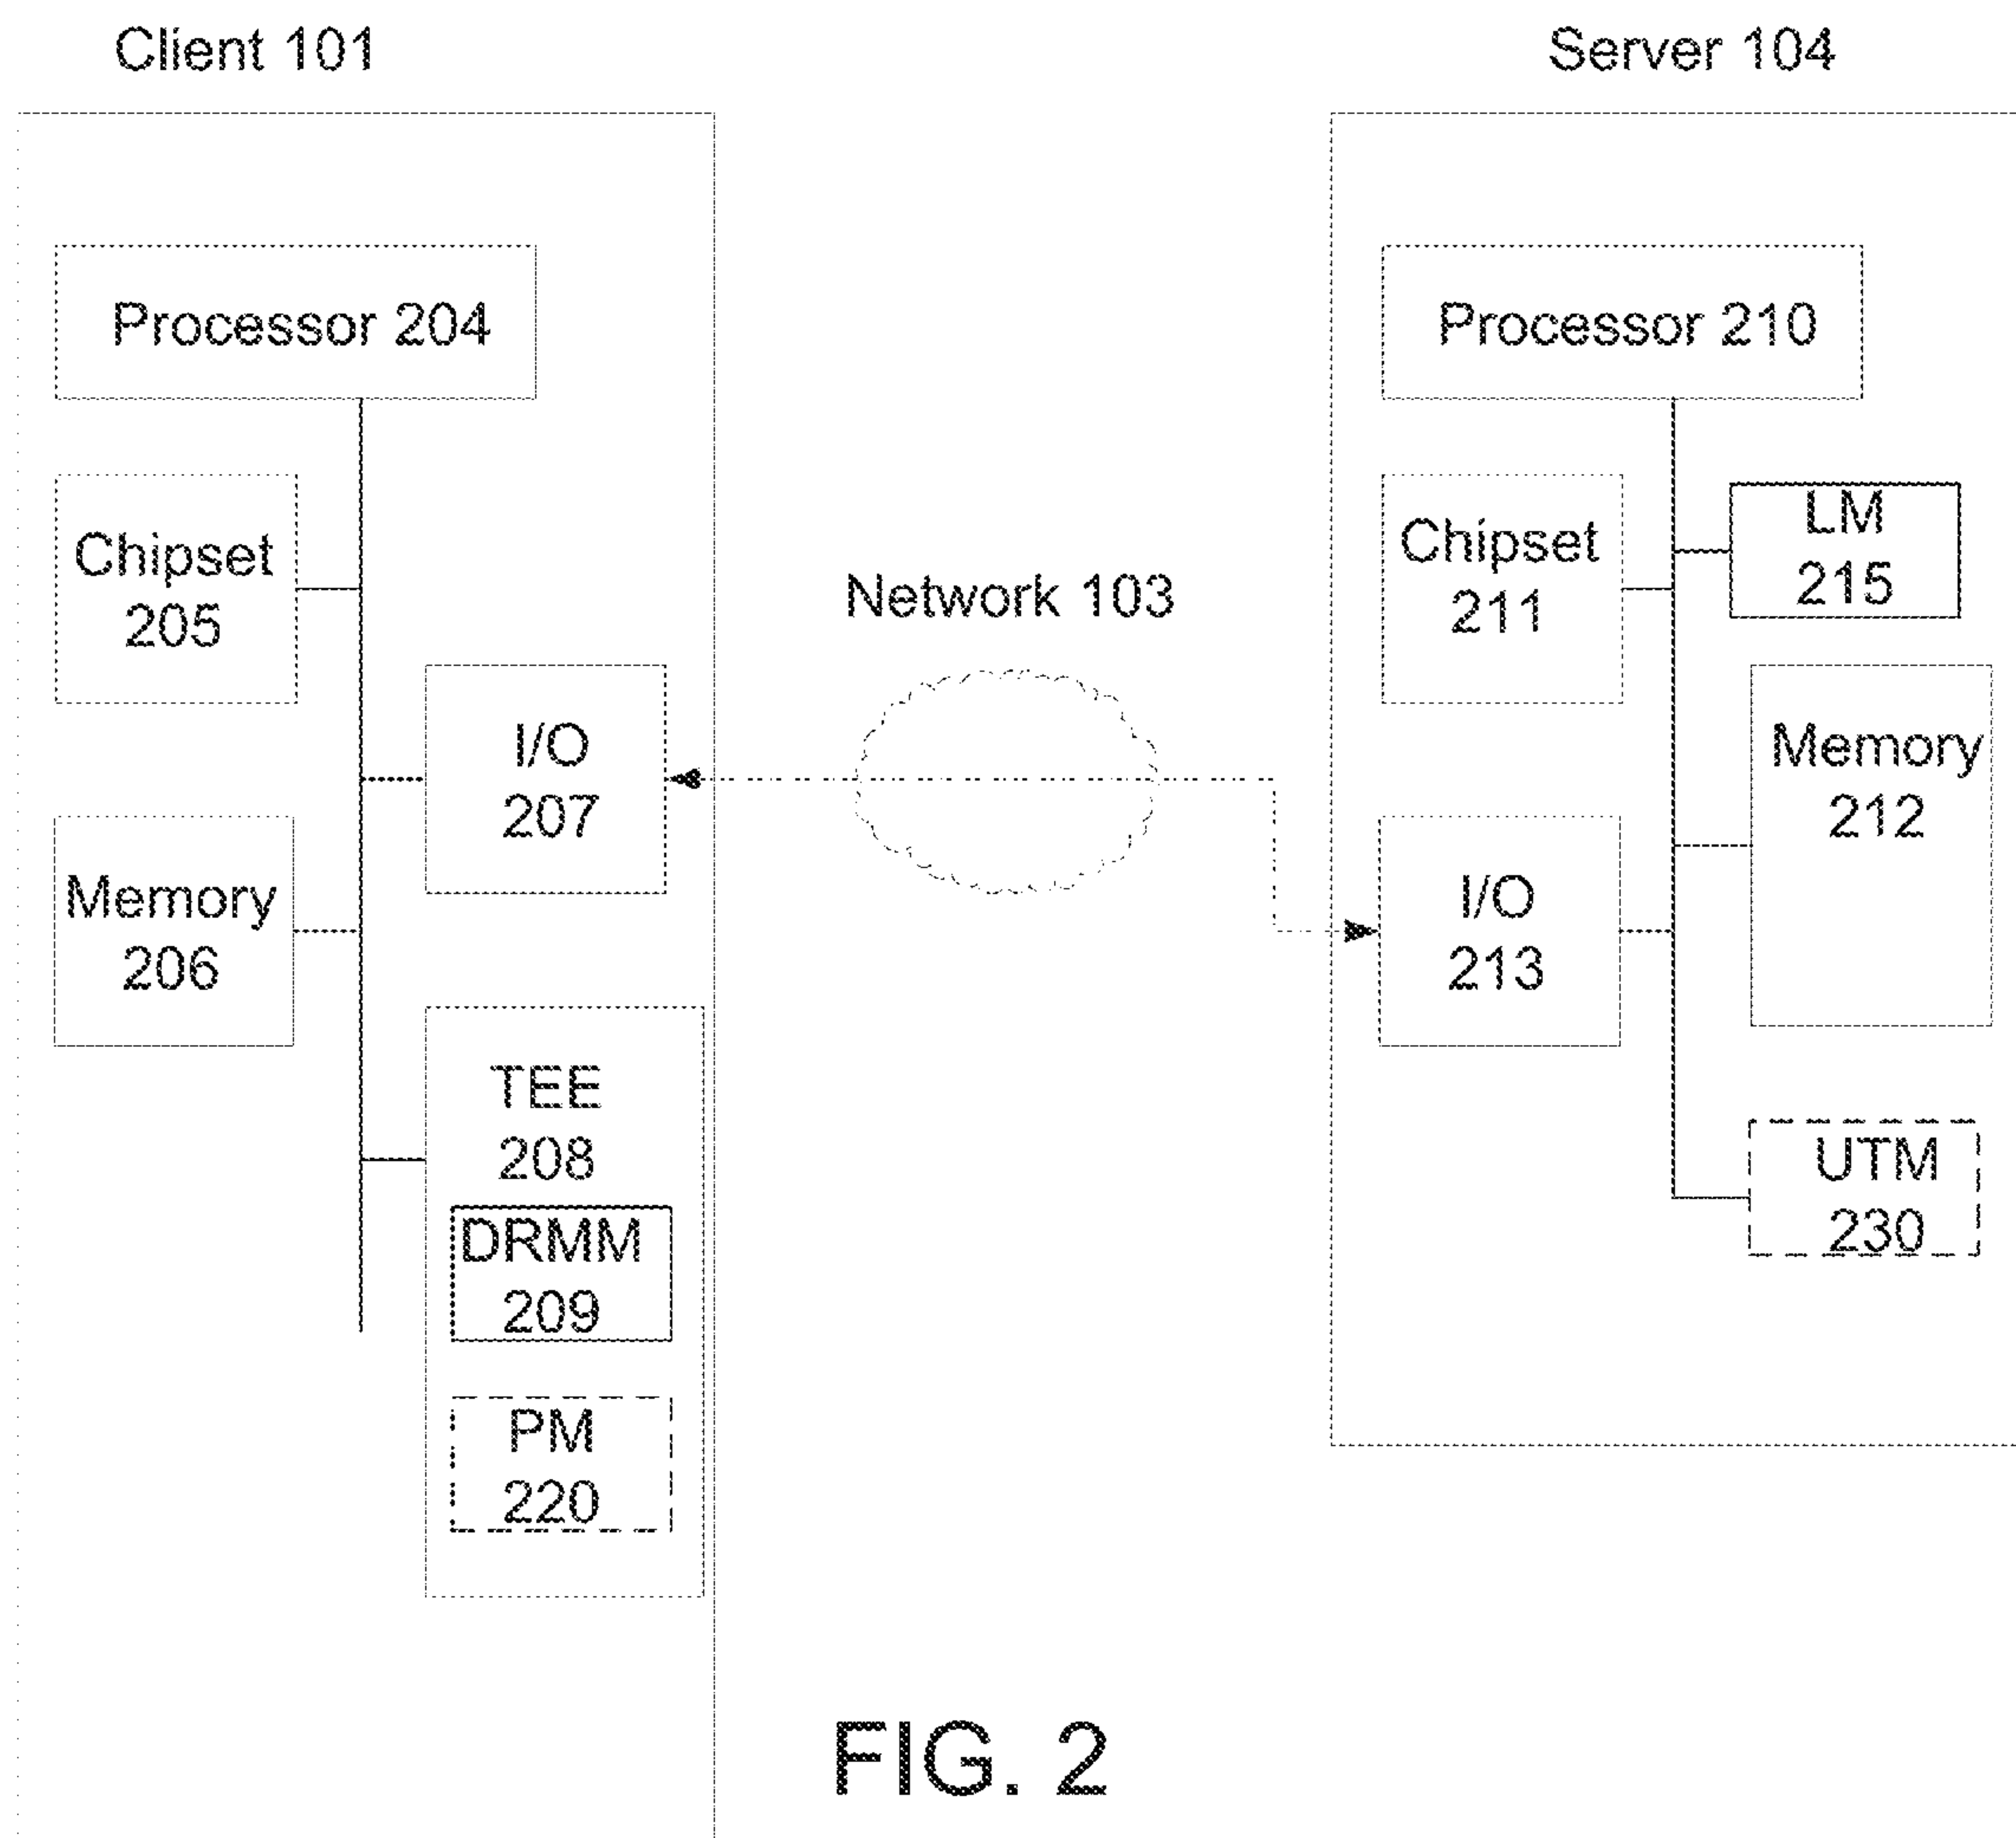 Client 101
Server 104
Processor 204
Processor 210
Chipset
205
Chipset
211
LM
215
Network 103
I/O
207
Memory
212
Memory
206
I/O
213
TEE
208
DRMM
209
UTM
230
PM
220
FIG. 2